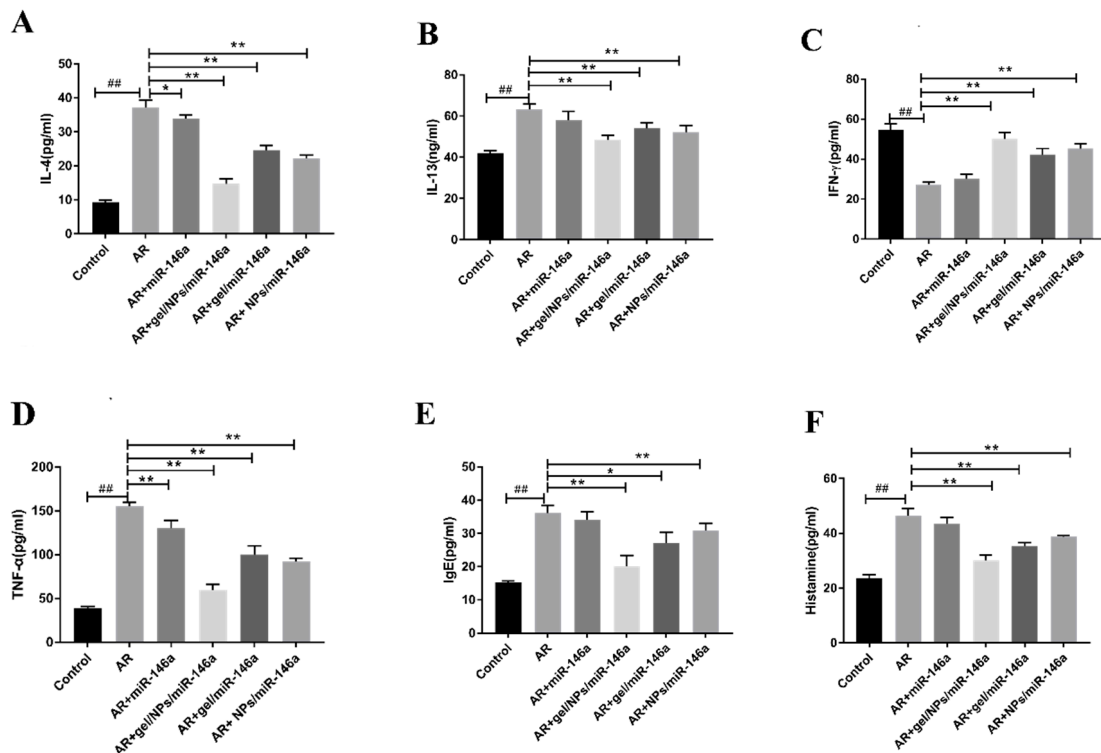 A
IL-4(pg/ml)
50
40
30
20
10
0
##
*
**
**
**
Control
AR
AR+miR-146a
AR+gel/NPs/miR-146a
AR+gel/miR-146a
AR+ NPs/miR-146a
B
IL-13(ng/ml)
80
60
40
20
0
##
**
**
**
Control
AR
AR+miR-146a
AR+gel/NPs/miR-146a
AR+gel/miR-146a
AR+NPs/miR-146a
C
IFN-γ(pg/ml)
80
60
40
20
0
##
**
**
**
Control
AR
AR+miR-146a
AR+gel/NPs/miR-146a
AR+gel/miR-146a
AR+ NPs/miR-146a
D
TNF-α(pg/ml)
200
150
100
50
0
##
**
**
**
**
Control
AR
AR+miR-146a
AR+gel/NPs/miR-146a
AR+gel/miR-146a
AR+ NPs/miR-146a
E
IgE(pg/ml)
50
40
30
20
10
0
##
**
*
**
Control
AR
AR+miR-146a
AR+gel/NPs/miR-146a
AR+gel/miR-146a
AR+NPs/miR-146a
F
Histamine(pg/ml)
60
40
20
0
##
**
**
**
Control
AR
AR+miR-146a
AR+gel/NPs/miR-146a
AR+gel/miR-146a
AR+NPs/miR-146a